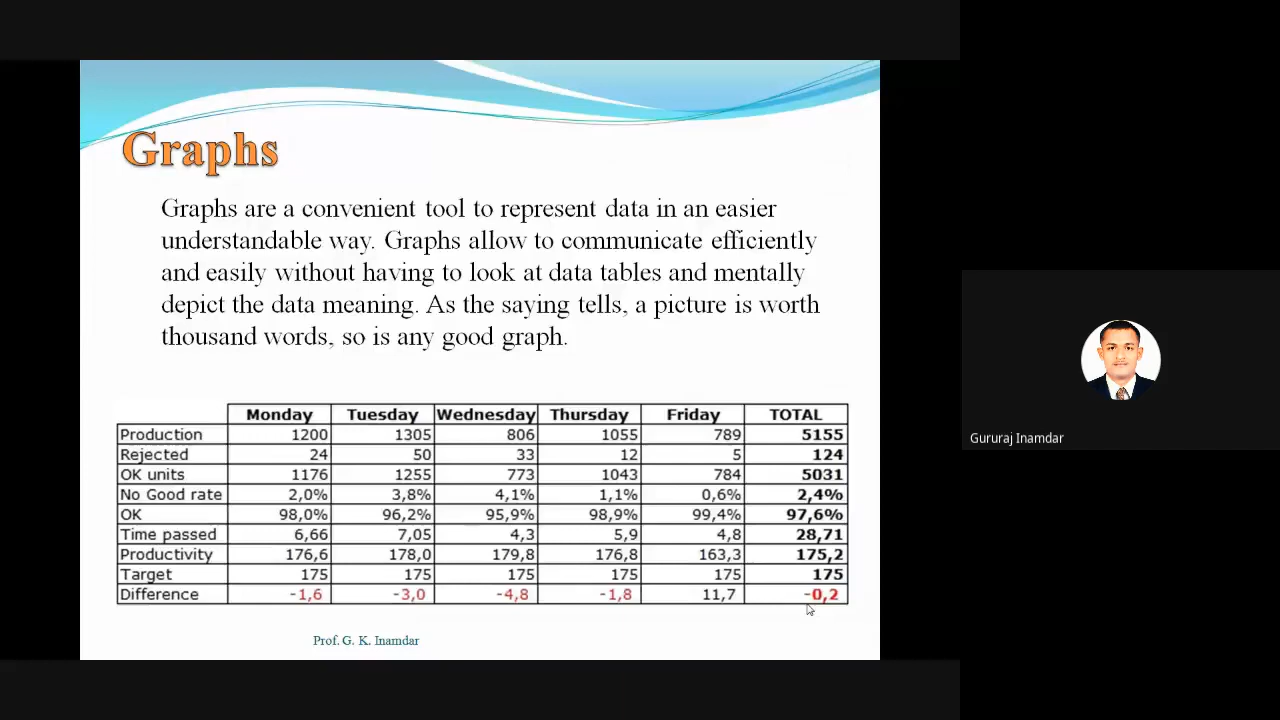 Graphs
Graphs are a convenient tool to represent data in an easier
understandable way. Graphs allow to communicate efficiently
and easily without having to look at data tables and mentally
depict the data meaning. As the saying tells, a picture is worth
thousand words, so is any good graph.
Monday Tuesday Wednesday Thursday Friday TOTAL
Production 1200 1305 806 1055 789 5155
Rejected 24 50 33 12 5 124
OK units 1176 1255 773 1043 784 5031
No Good rate 2,0% 3,8% 4,1% 1,1% 0,6% 2,4%
OK 98,0% 96,2% 95,9% 98,9% 99,4% 97,6%
Time passed 6,66 7,05 4,3 5,9 4,8 28,71
Productivity 176,6 178,0 179,8 176,8 163,3 175,2
Target 175 175 175 175 175 175
Difference -1,6 -3,0 -4,8 -1,8 11,7 -0,2
Prof. G. K. Inamdar
Gururaj Inamdar